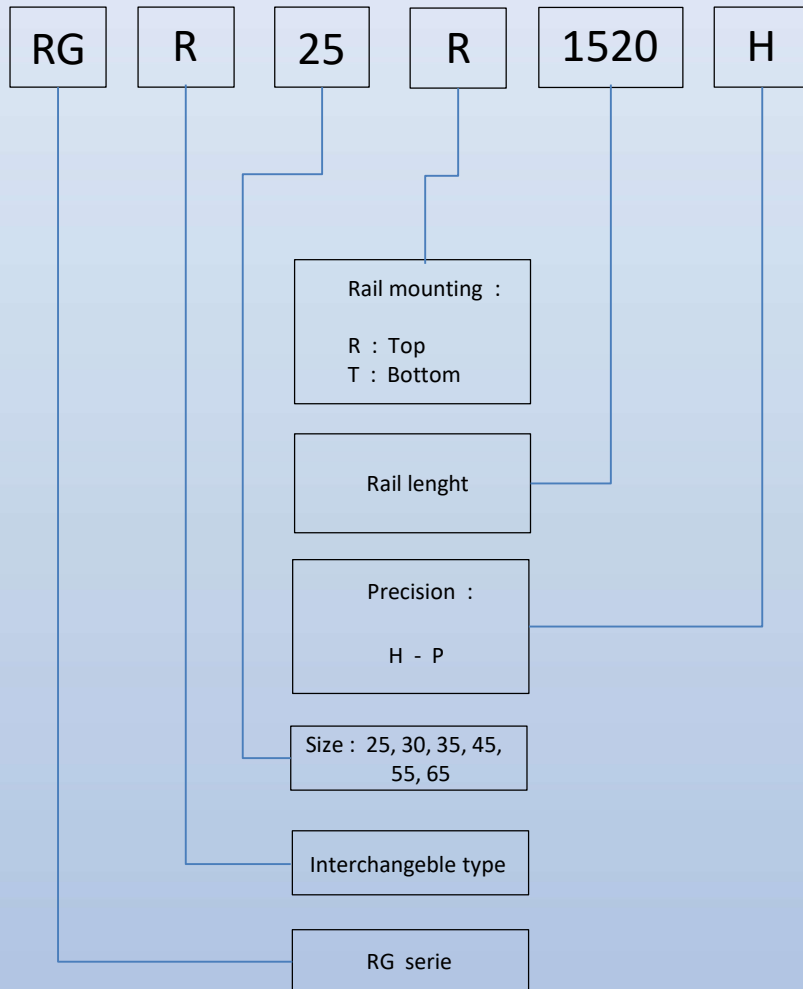 RG R 25 R 1520 H
Rail mounting :
R : Top
T : Bottom
Rail lenght
Precision :
H - P
Size : 25, 30, 35, 45,
55, 65
Interchangeble type
RG serie